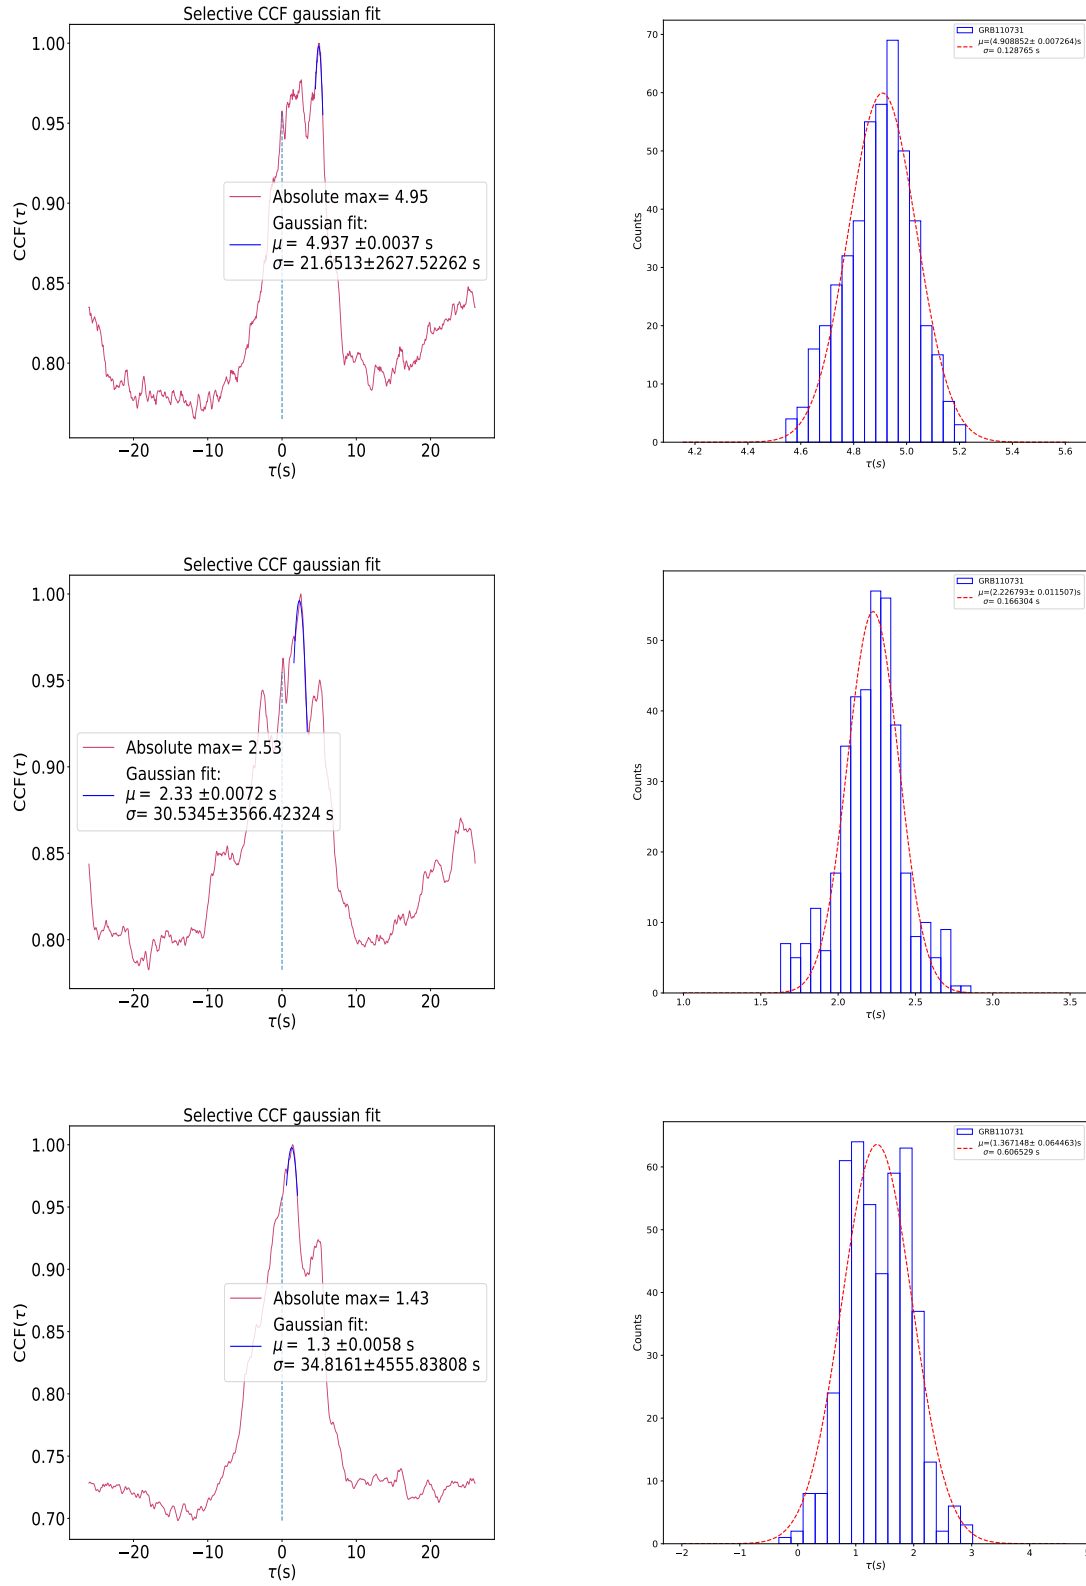 Selective CCF gaussian fit
1.00
0.95
0.90
0.85
0.80
CCF(τ)
Absolute max= 4.95
Gaussian fit:
μ = 4.937 ±0.0037 s
σ= 21.6513±2627.52262 s
−20 −10 0 10 20
τ(s)
70
60
50
40
30
20
10
0
Counts
GRB110731
μ=(4.908852± 0.007264)s
σ= 0.128765 s
4.2 4.4 4.6 4.8 5.0 5.2 5.4 5.6
τ(s)
Selective CCF gaussian fit
1.00
0.95
0.90
0.85
0.80
CCF(τ)
Absolute max= 2.53
Gaussian fit:
μ = 2.33 ±0.0072 s
σ= 30.5345±3566.42324 s
−20 −10 0 10 20
τ(s)
50
40
30
20
10
0
Counts
GRB110731
μ=(2.226793± 0.011507)s
σ= 0.166304 s
1.0 1.5 2.0 2.5 3.0 3.5
τ(s)
Selective CCF gaussian fit
1.00
0.95
0.90
0.85
0.80
0.75
0.70
CCF(τ)
Absolute max= 1.43
Gaussian fit:
μ = 1.3 ±0.0058 s
σ= 34.8161±4555.83808 s
−20 −10 0 10 20
τ(s)
60
50
40
30
20
10
0
Counts
GRB110731
μ=(1.367148± 0.064463)s
σ= 0.606529 s
−2 −1 0 1 2 3 4 5
τ(s)